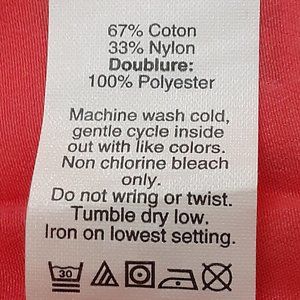 67% Coton
33% Nylon
Doublure:
100% Polyester
Machine wash cold,
gentle cycle inside
out with like colors.
Non chlorine bleach
only.
Do not wring or twist.
Tumble dry low.
Iron on lowest setting.
30